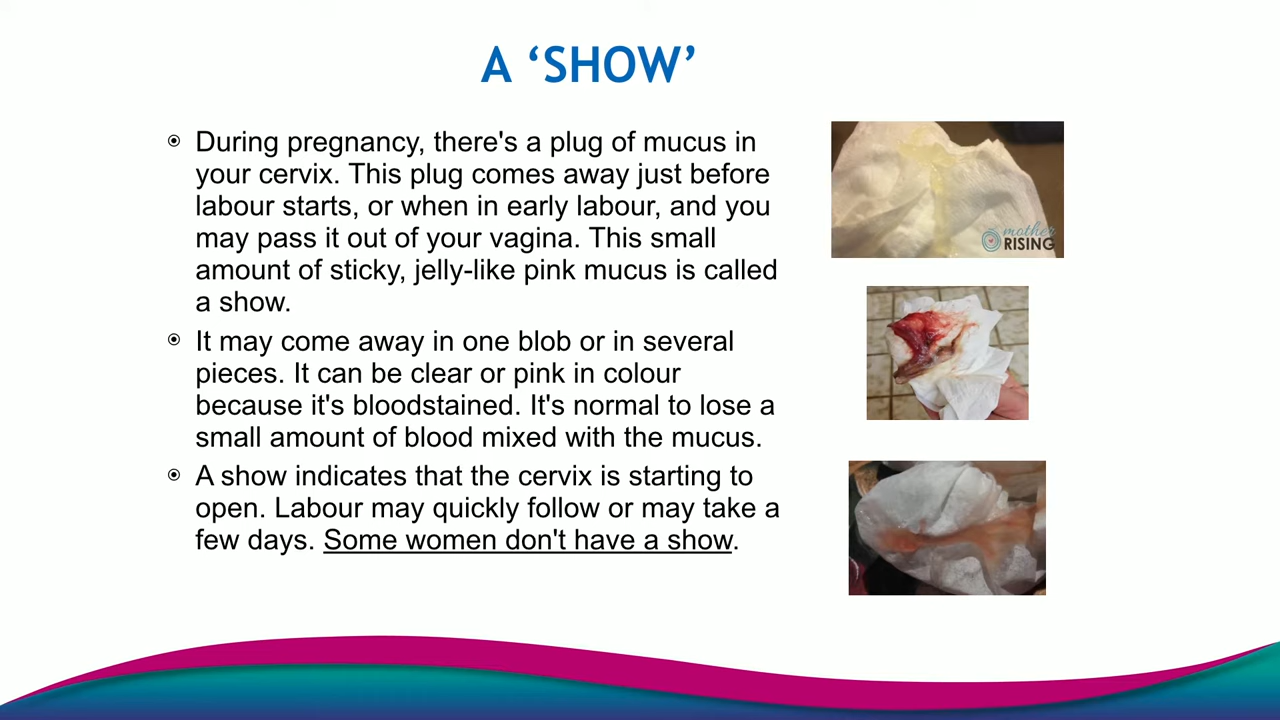 A ‘SHOW’
During pregnancy, there's a plug of mucus in
your cervix. This plug comes away just before
labour starts, or when in early labour, and you
may pass it out of your vagina. This small
amount of sticky, jelly-like pink mucus is called
a show.
It may come away in one blob or in several
pieces. It can be clear or pink in colour
because it's bloodstained. It's normal to lose a
small amount of blood mixed with the mucus.
A show indicates that the cervix is starting to
open. Labour may quickly follow or may take a
few days. Some women don't have a show.
mother
RISING